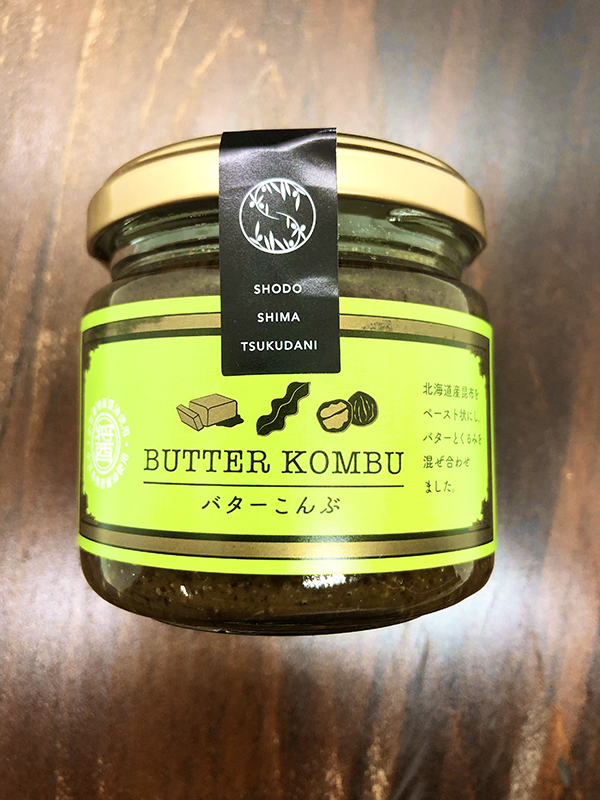 SHODO
SHIMA
TSUKUDANI
BUTTER KOMBU
バターこんぶ
北海道産昆布を
ペースト状にし、
バターとくるみを
混ぜ合わせ
ました。